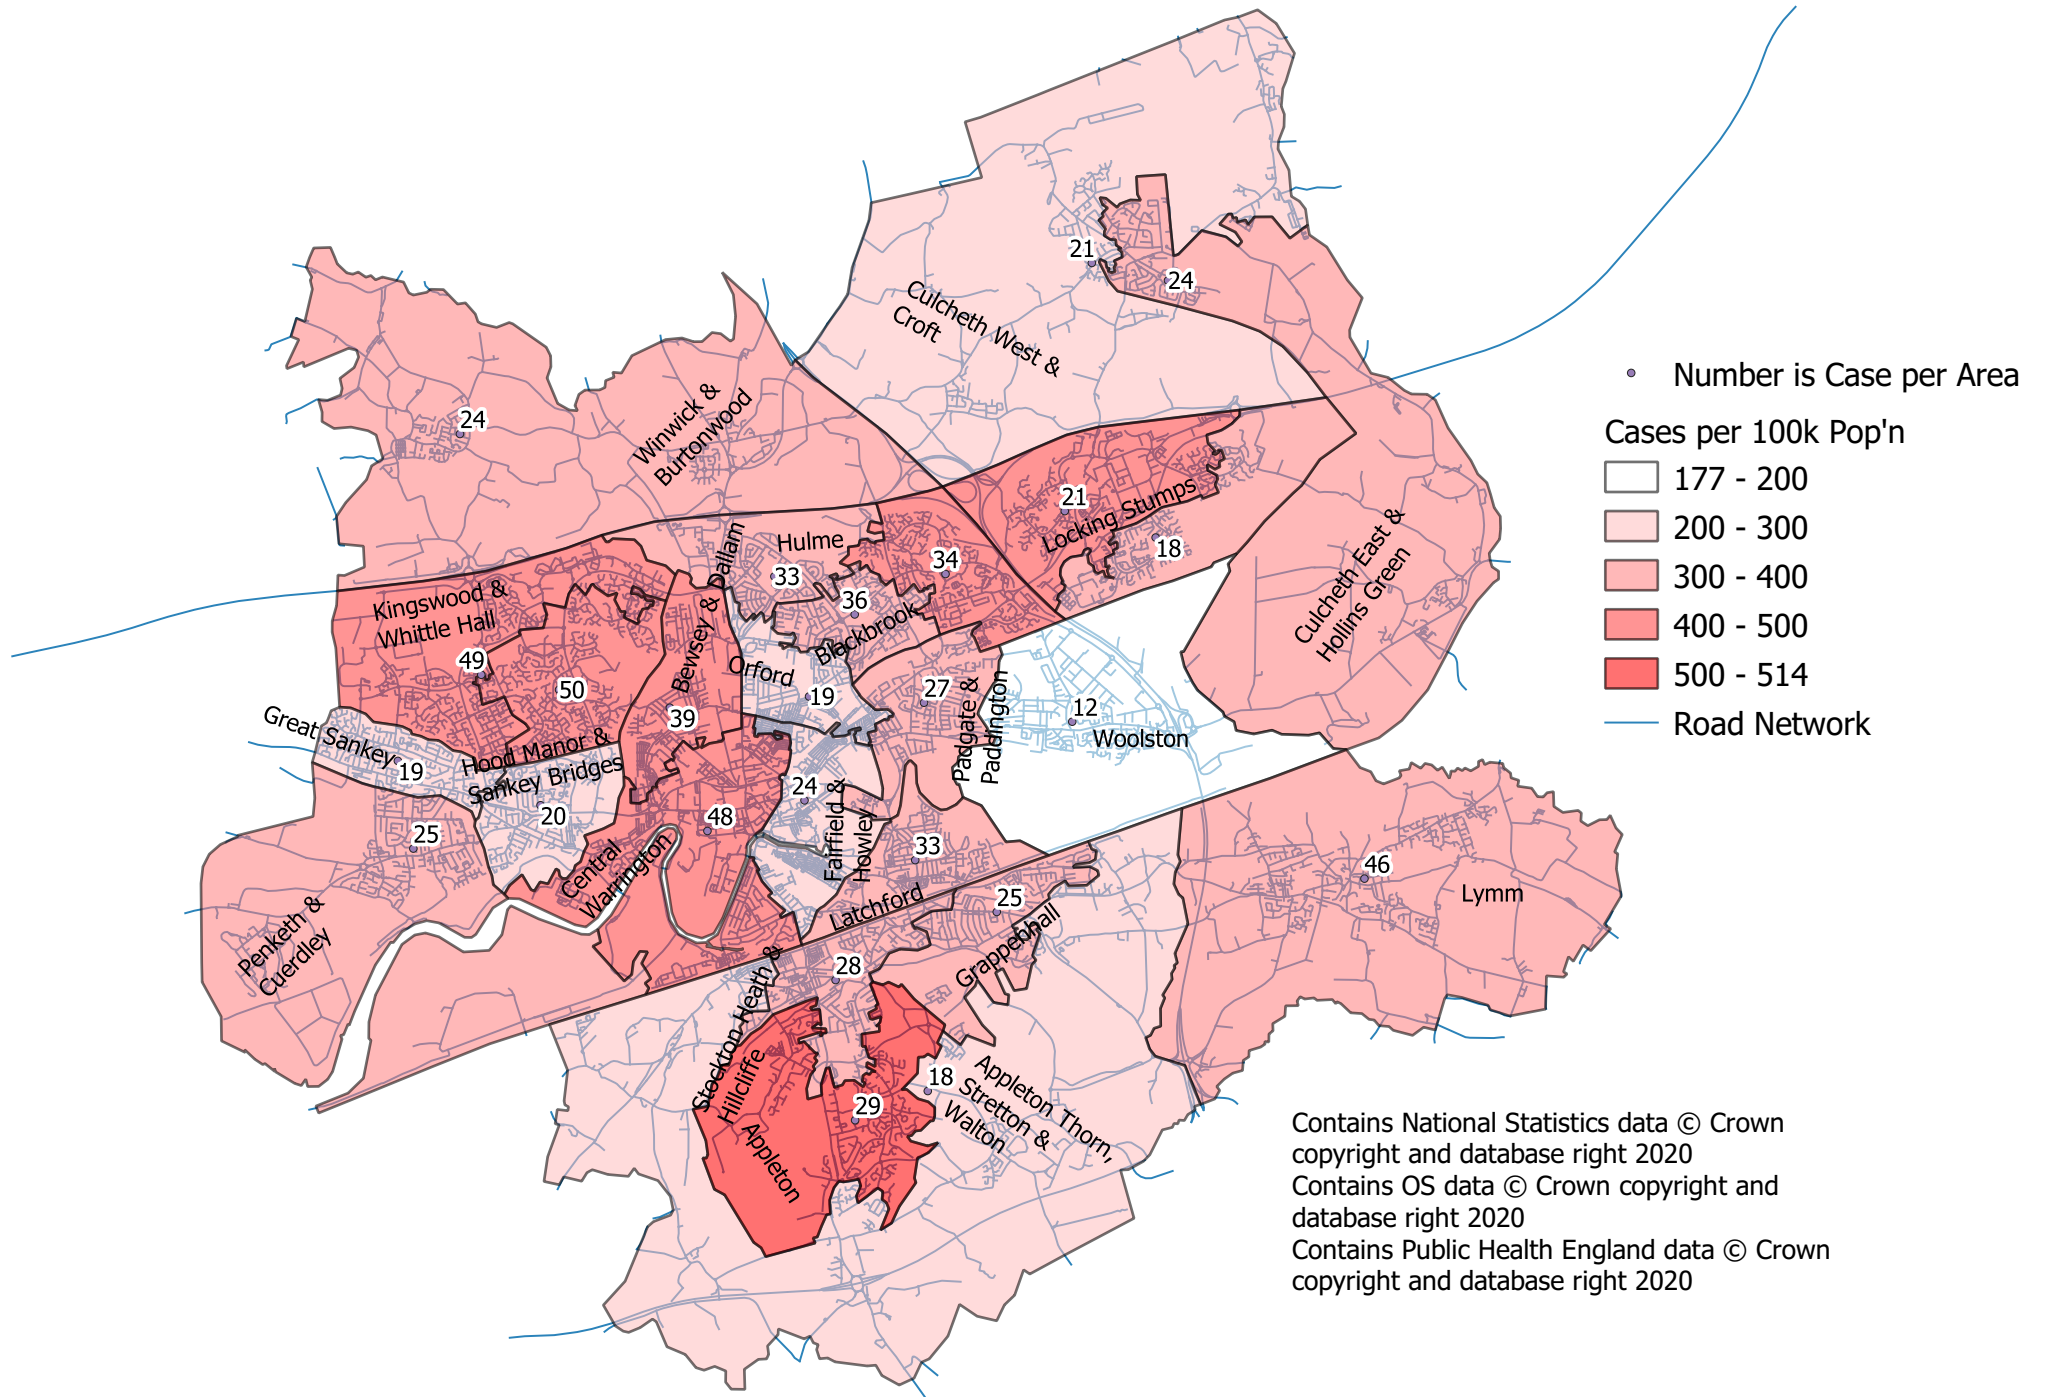 21
24
Culcheth West &
Croft
24
Winwick &
Burtonwood
21
Locking Stumps
18
Hulme
33
34
36
Blackbrook
Bewsey & Dallam
Kingswood &
Whittle Hall
49
50
39
Orford
19
27
Padgate &
Paddington
12
Woolston
Culcheth East &
Hollins Green
Great Sankey
19
Hood Manor &
Sankey Bridges
20
25
Penketh &
Cuerdley
48
Central
Warrington
24
Fairfield &
Howley
33
Latchford
25
Grappenhall
46
Lymm
28
Stockton Heath &
Hillcliffe
29
Appleton
18
Appleton Thorn,
Stretton &
Walton
Number is Case per Area
Cases per 100k Pop'n
177 - 200
200 - 300
300 - 400
400 - 500
500 - 514
Road Network
Contains National Statistics data © Crown
copyright and database right 2020
Contains OS data © Crown copyright and
database right 2020
Contains Public Health England data © Crown
copyright and database right 2020